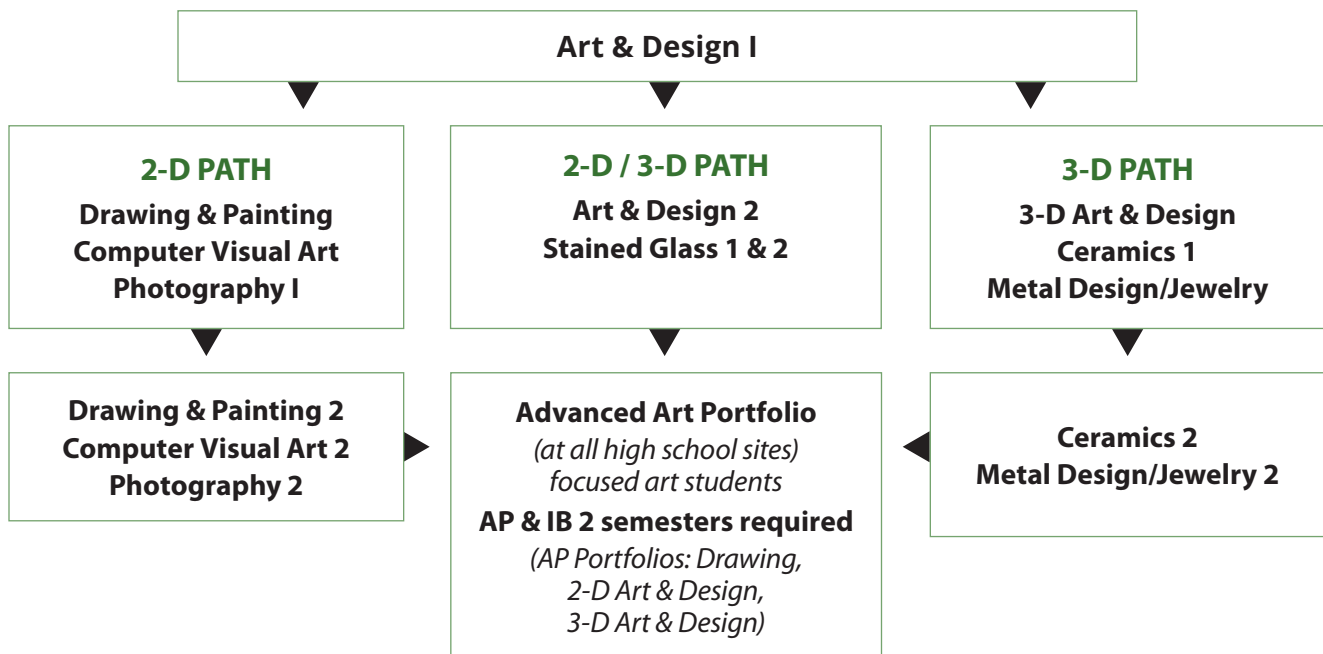 Art & Design I
2-D PATH
Drawing & Painting
Computer Visual Art
Photography I
2-D / 3-D PATH
Art & Design 2
Stained Glass 1 & 2
3-D PATH
3-D Art & Design
Ceramics 1
Metal Design/Jewelry
Drawing & Painting 2
Computer Visual Art 2
Photography 2
Advanced Art Portfolio
(at all high school sites)
focused art students
AP & IB 2 semesters required
(AP Portfolios: Drawing,
2-D Art & Design,
3-D Art & Design)
Ceramics 2
Metal Design/Jewelry 2